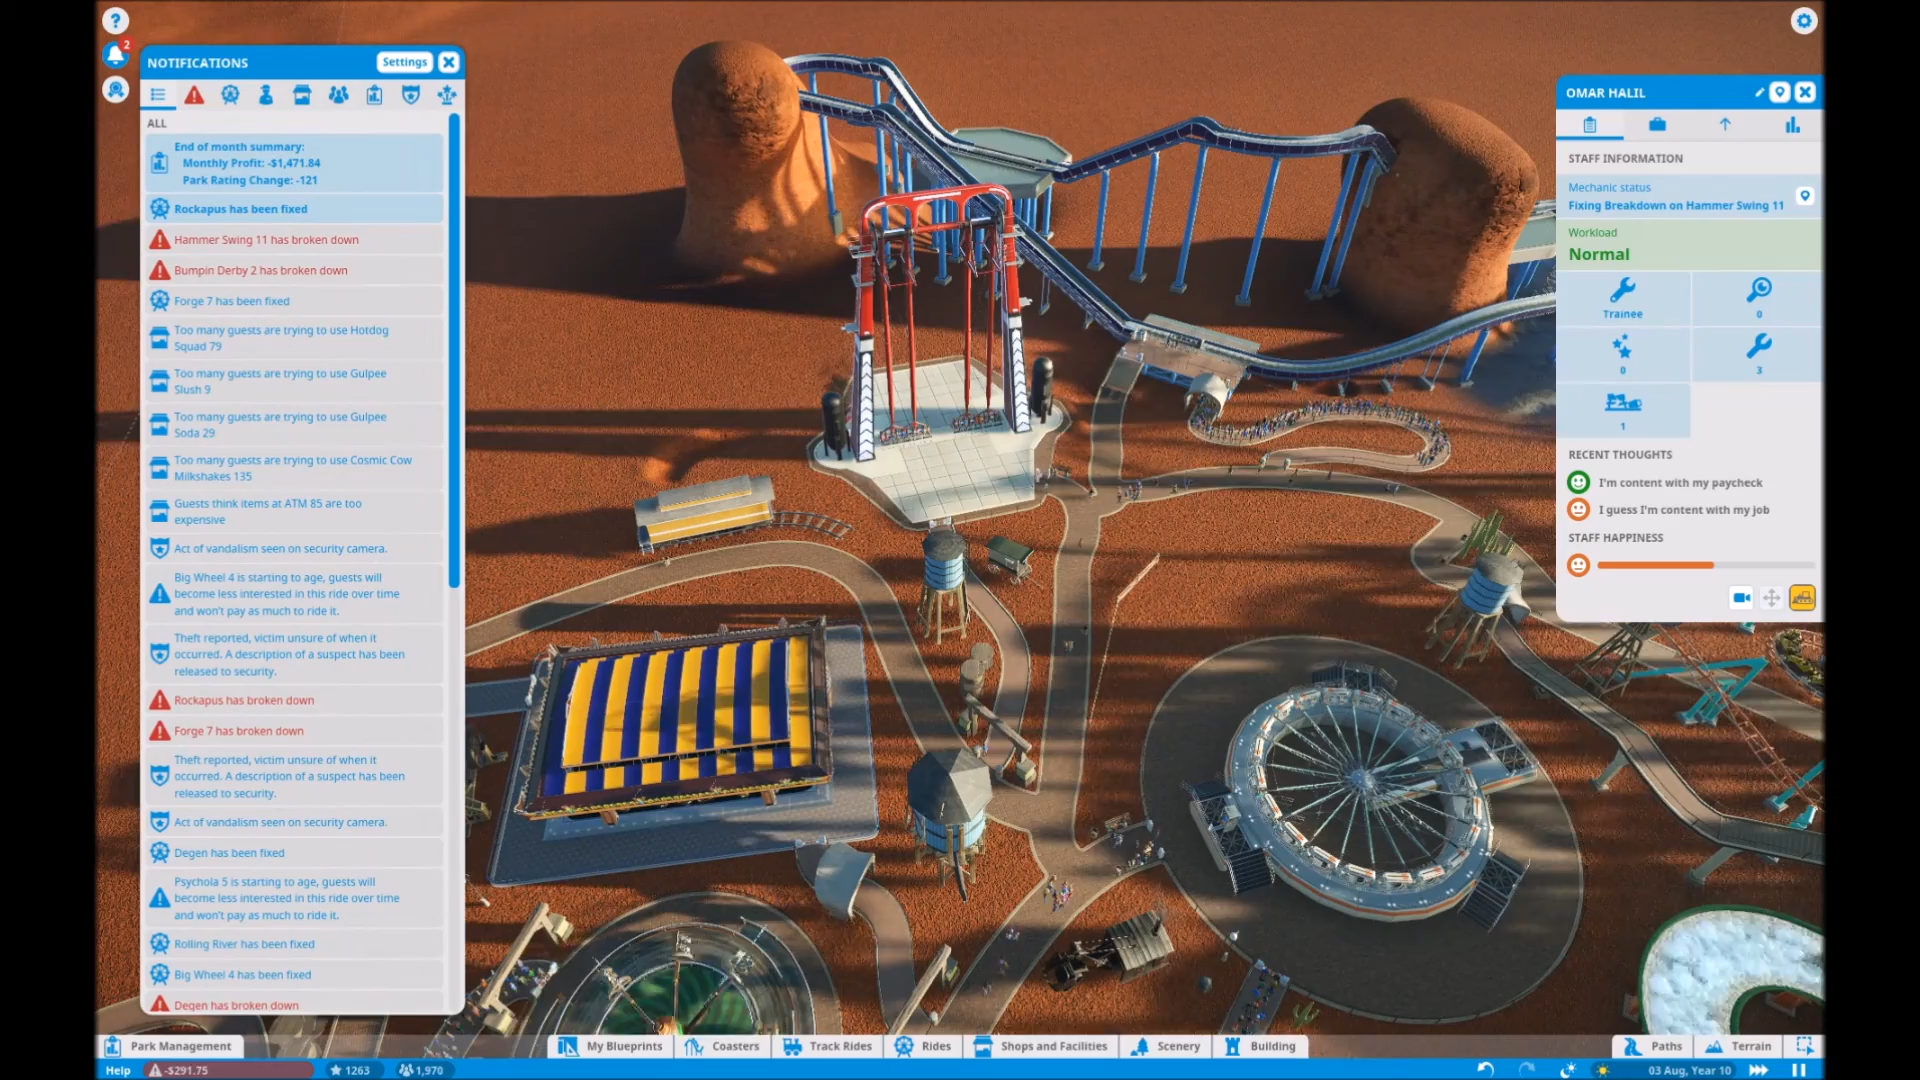 ?
2
NOTIFICATIONS
Settings
ALL
End of month summary:
Monthly Profit: -$1,471.84
Park Rating Change: -121
Rockapus has been fixed
Hammer Swing 11 has broken down
Bumpin Derby 2 has broken down
Forge 7 has been fixed
Too many guests are trying to use Hotdog
Squad 79
Too many guests are trying to use Gulpee
Slush 9
Too many guests are trying to use Gulpee
Soda 29
Too many guests are trying to use Cosmic Cow
Milkshakes 135
Guests think items at ATM 85 are too
expensive
Act of vandalism seen on security camera.
Big Wheel 4 is starting to age, guests will
become less interested in this ride over time
and won't pay as much to ride it.
Theft reported, victim unsure of when it
occurred. A description of a suspect has been
released to security.
Rockapus has broken down
Forge 7 has broken down
Theft reported, victim unsure of when it
occurred. A description of a suspect has been
released to security.
Act of vandalism seen on security camera.
Degen has been fixed
Psychola 5 is starting to age, guests will
become less interested in this ride over time
and won't pay as much to ride it.
Rolling River has been fixed
Big Wheel 4 has been fixed
Degen has broken down
OMAR HALIL
STAFF INFORMATION
Mechanic status
Fixing Breakdown on Hammer Swing 11
Workload
Normal
Trainee
0
0
3
1
RECENT THOUGHTS
I'm content with my paycheck
I guess I'm content with my job
STAFF HAPPINESS
Park Management
My Blueprints
Coasters
Track Rides
Rides
Shops and Facilities
Scenery
Building
Paths
Terrain
Help
-$291.75
1263
1,970
03 Aug, Year 10